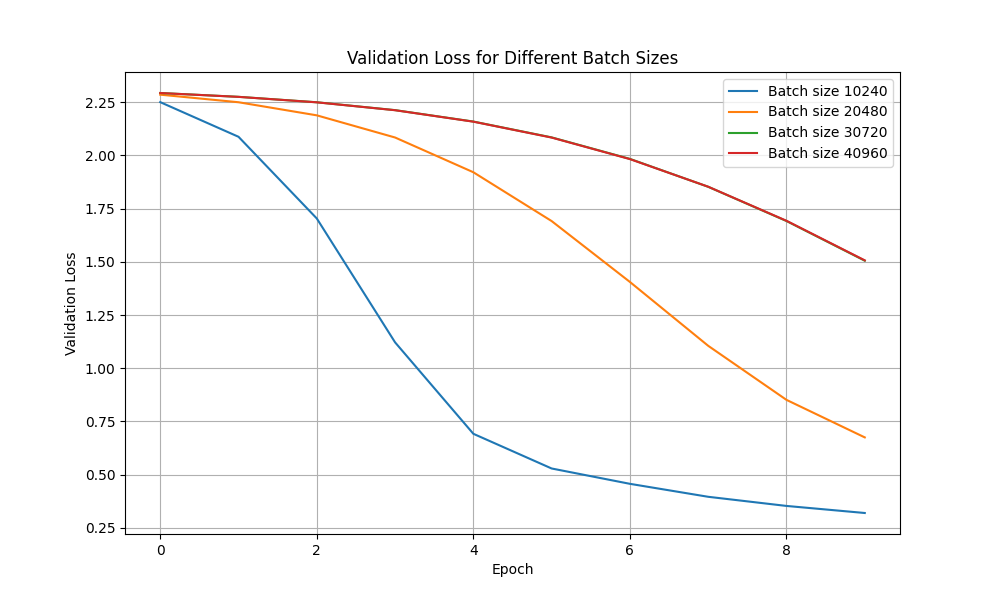 Validation Loss for Different Batch Sizes
Batch size 10240
Batch size 20480
Batch size 30720
Batch size 40960
Validation Loss
2.25
2.00
1.75
1.50
1.25
1.00
0.75
0.50
0.25
0 2 4 6 8
Epoch